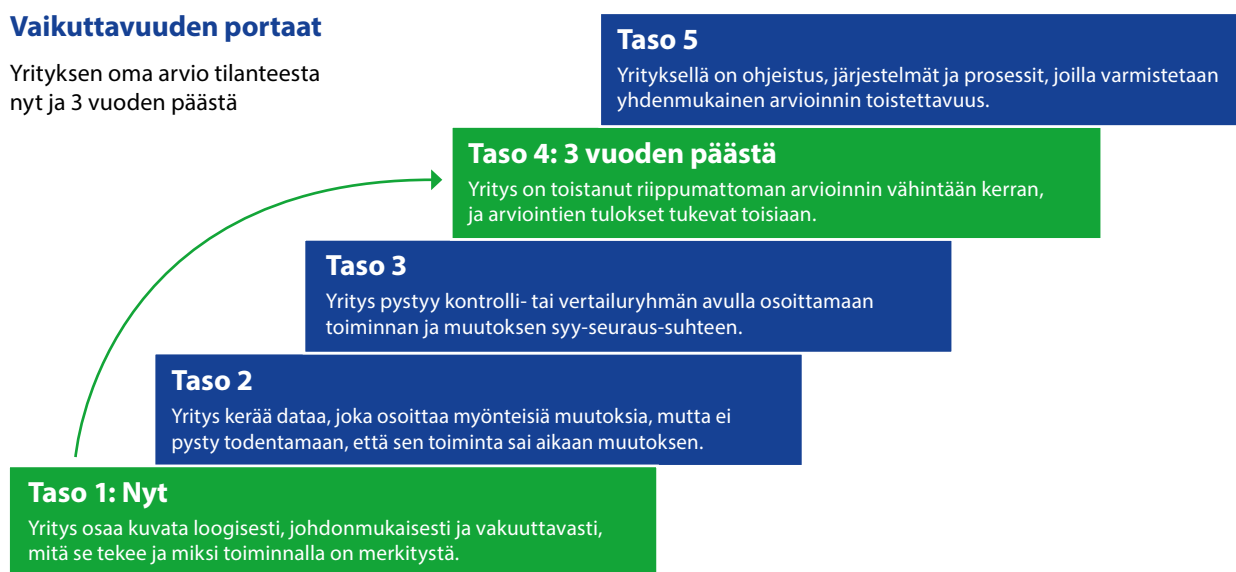 Vaikuttavuuden portaat
Yrityksen oma arvio tilanteesta
nyt ja 3 vuoden päästä
Taso 5
Yrityksellä on ohjeistus, järjestelmät ja prosessit, joilla varmistetaan
yhdenmukainen arvioinnin toistettavuus.
Taso 4: 3 vuoden päästä
Yritys on toistanut riippumattoman arvioinnin vähintään kerran,
ja arviointien tulokset tukevat toisiaan.
Taso 3
Yritys pystyy kontrolli- tai vertailuryhmän avulla osoittamaan
toiminnan ja muutoksen syy-seuraus-suhteen.
Taso 2
Yritys kerää dataa, joka osoittaa myönteisiä muutoksia, mutta ei
pysty todentamaan, että sen toiminta sai aikaan muutoksen.
Taso 1: Nyt
Yritys osaa kuvata loogisesti, johdonmukaisesti ja vakuuttavasti,
mitä se tekee ja miksi toiminnalla on merkitystä.